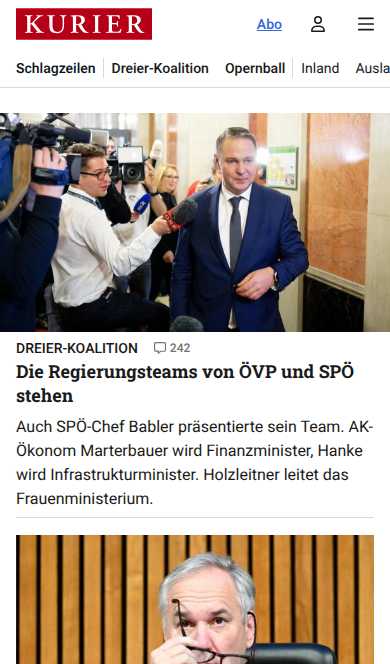 KURIER
Abo
Schlagzeilen
Dreier-Koalition
Opernball
Inland
Ausla
DREIER-KOALITION
242
Die Regierungsteams von ÖVP und SPÖ
stehen
Auch SPÖ-Chef Babler präsentierte sein Team. AK-
Ökonom Marterbauer wird Finanzminister, Hanke
wird Infrastrukturminister. Holzleitner leitet das
Frauenministerium.